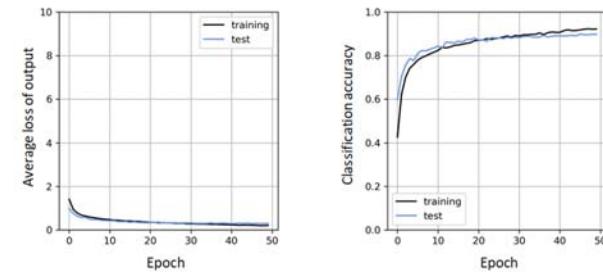 Average loss of output
10
8
6
4
2
0
0 10 20 30 40 50
Epoch
training
test
Classification accuracy
1.0
0.8
0.6
0.4
0.2
0.0
0 10 20 30 40 50
Epoch
training
test